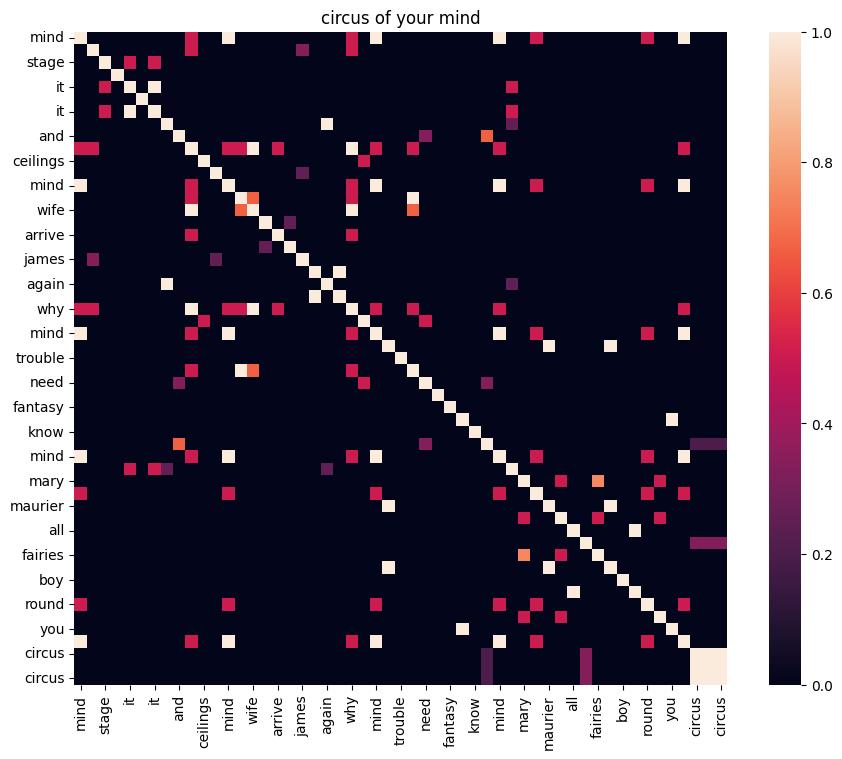 circus of your mind
mind
stage
it
it
and
ceilings
mind
wife
arrive
james
again
why
mind
trouble
need
fantasy
know
mind
mary
maurier
all
fairies
boy
round
you
circus
circus
mind
stage
it
it
and
ceilings
mind
wife
arrive
james
again
why
mind
trouble
need
fantasy
know
mind
mary
maurier
all
fairies
boy
round
you
circus
circus
1.0
0.8
0.6
0.4
0.2
0.0